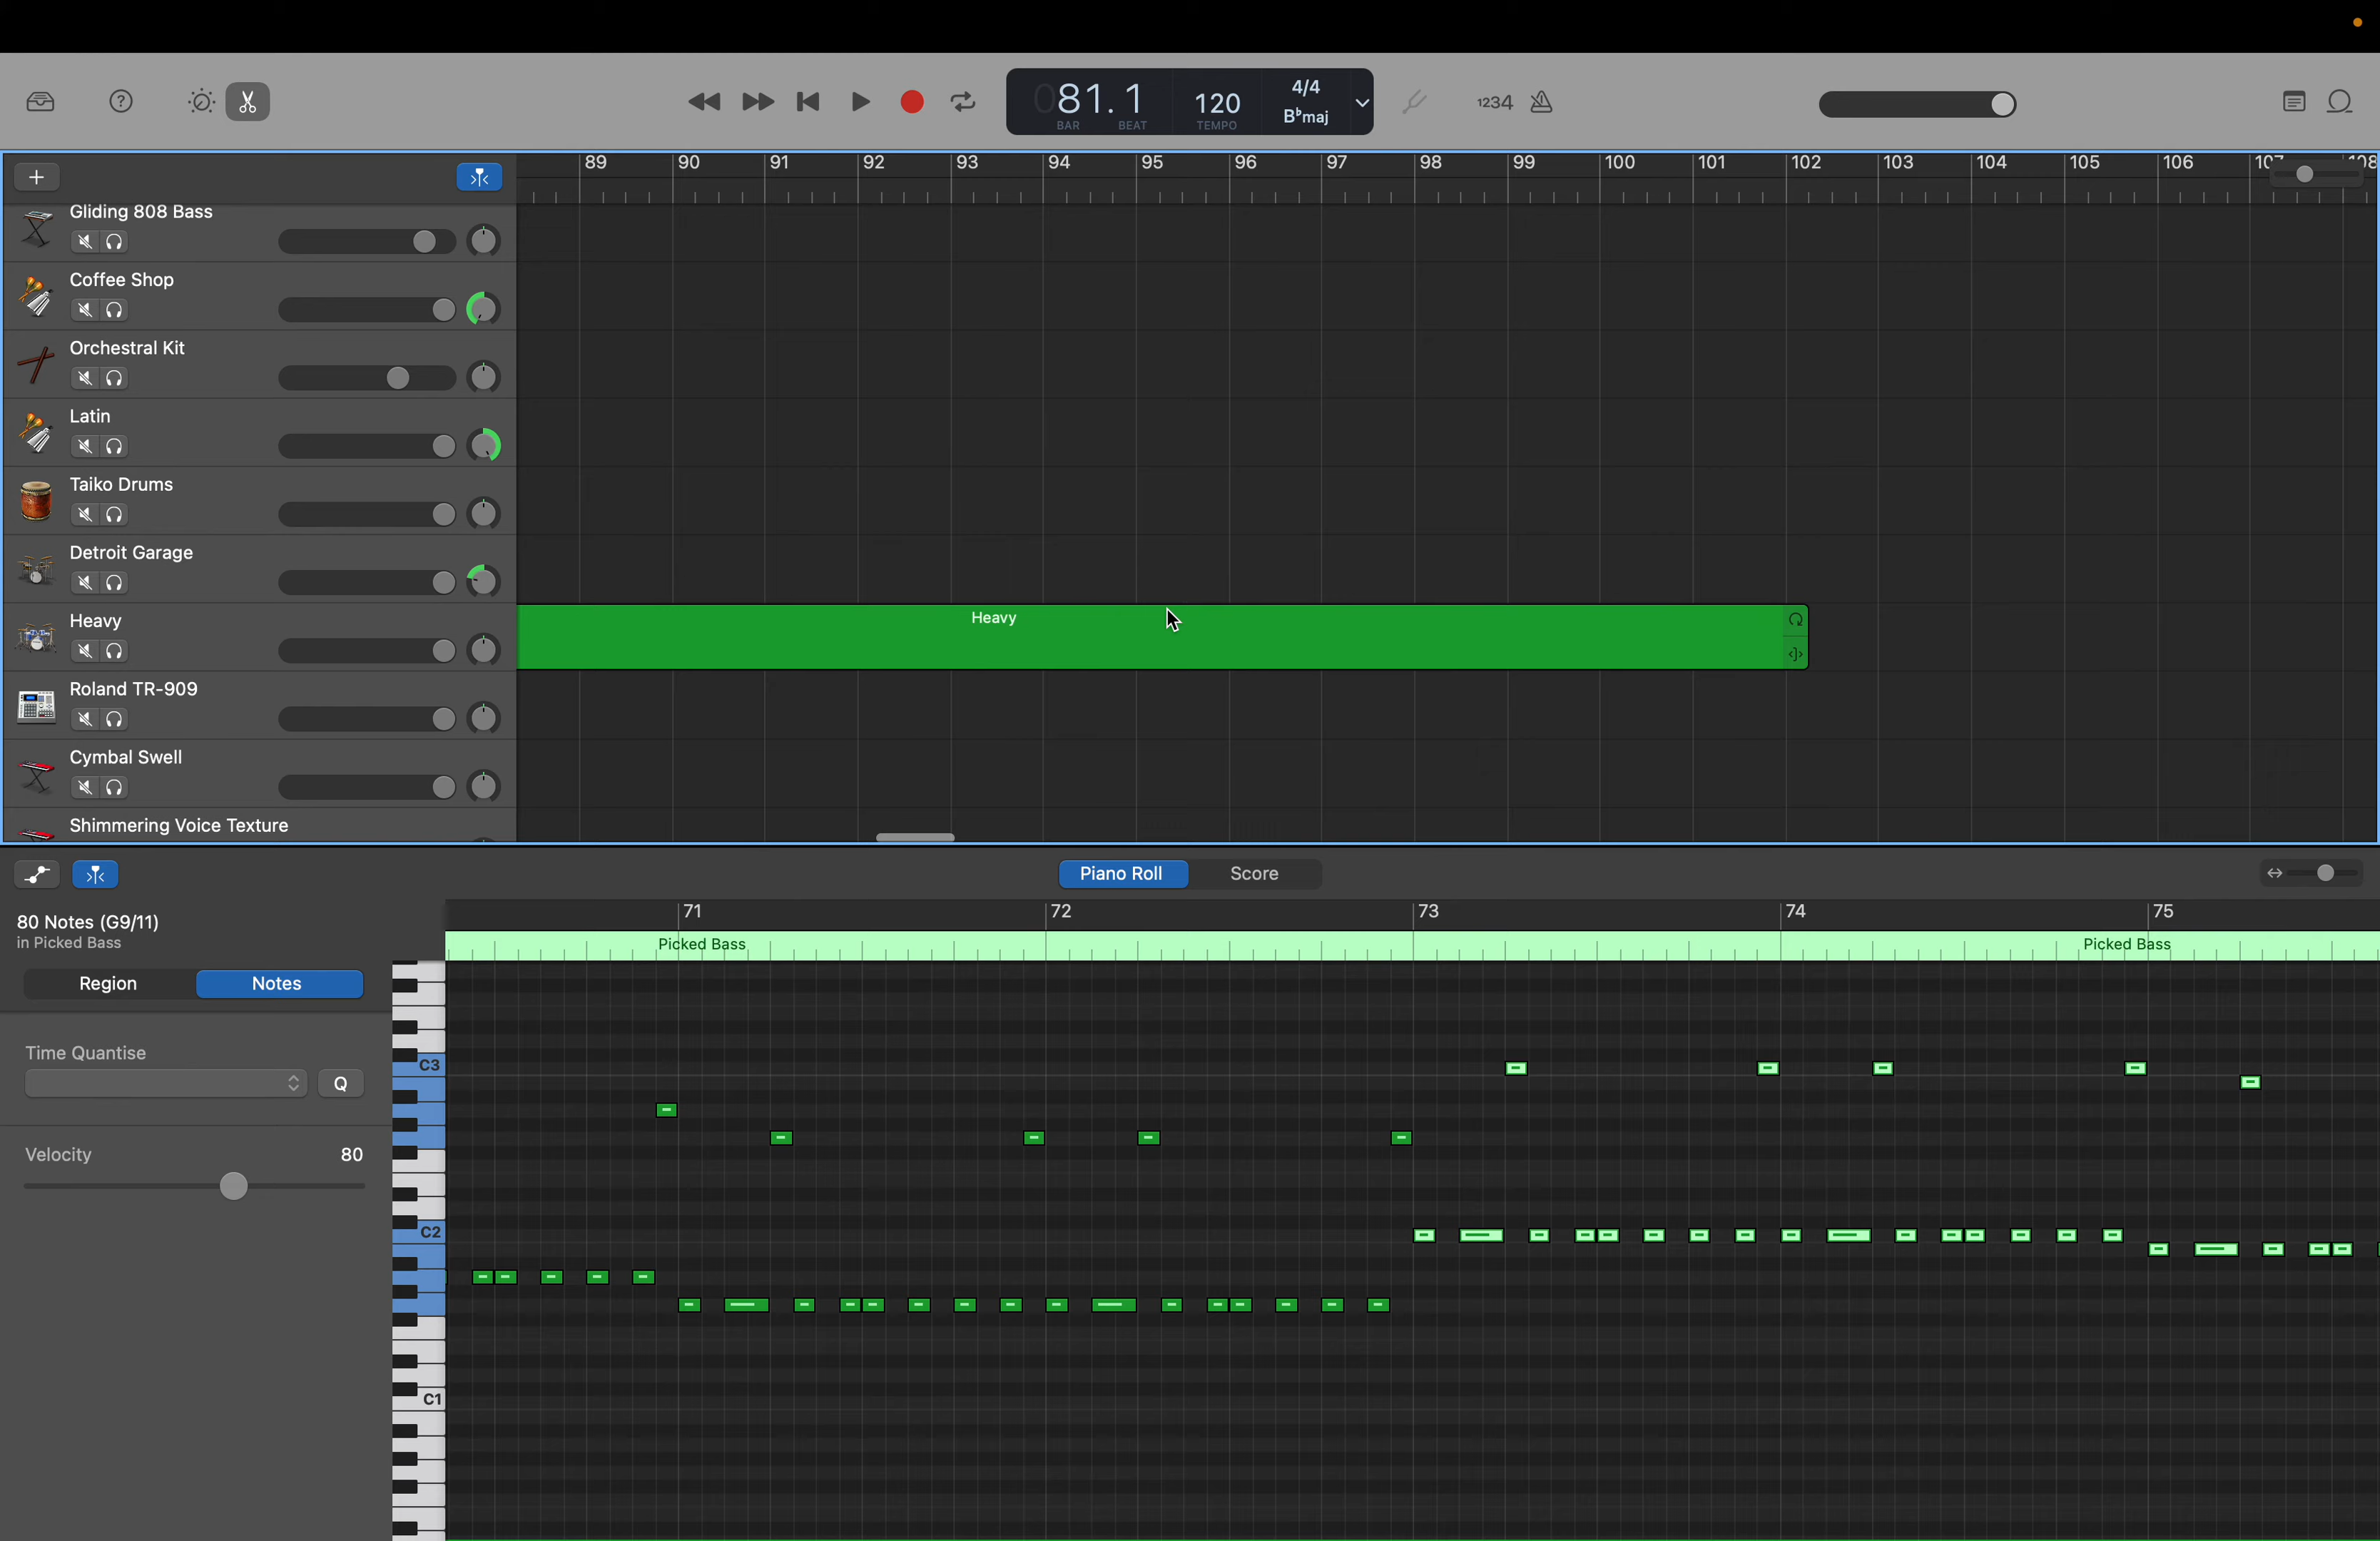 081.1
BAR BEAT
120
TEMPO
4/4
B♭maj
1234
89 90 91 92 93 94 95 96 97 98 99 100 101 102 103 104 105 106 107 108
Gliding 808 Bass
Coffee Shop
Orchestral Kit
Latin
Taiko Drums
Detroit Garage
Heavy
Heavy
Roland TR-909
Cymbal Swell
Shimmering Voice Texture
Piano Roll Score
80 Notes (G9/11)
in Picked Bass
71 72 73 74 75
Picked Bass Picked Bass
Region Notes
Time Quantise
Q
Velocity 80
C3
C2
C1